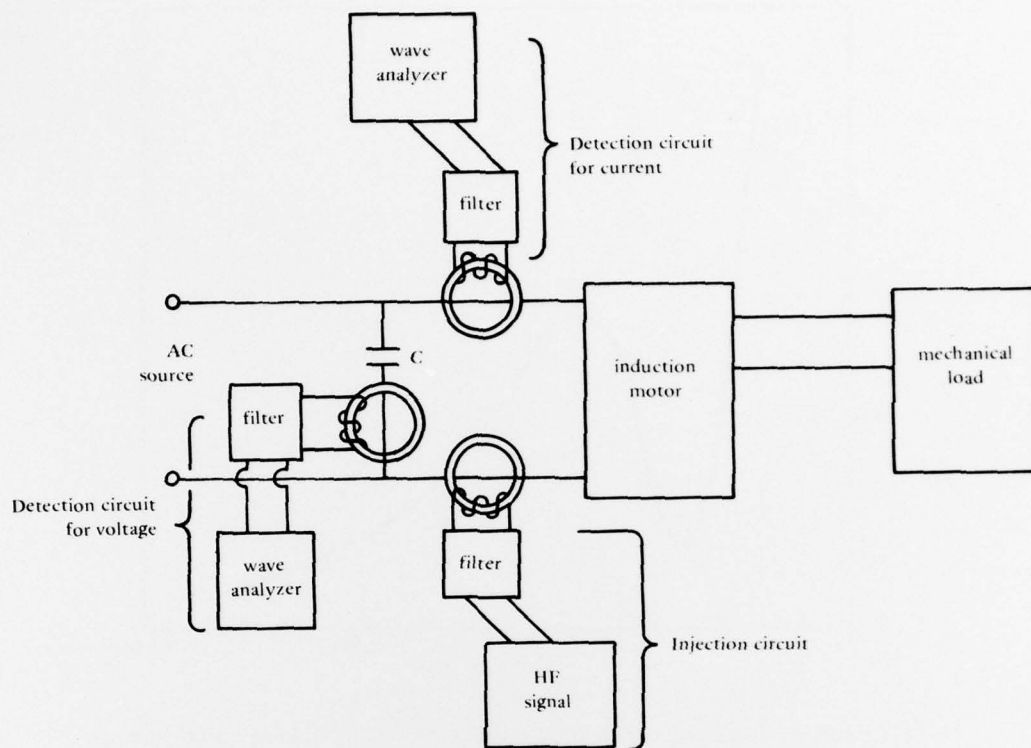 wave
analyzer
Detection circuit
for current
filter
AC
source
C
induction
motor
mechanical
load
filter
Detection circuit
for voltage
wave
analyzer
filter
Injection circuit
HF
signal